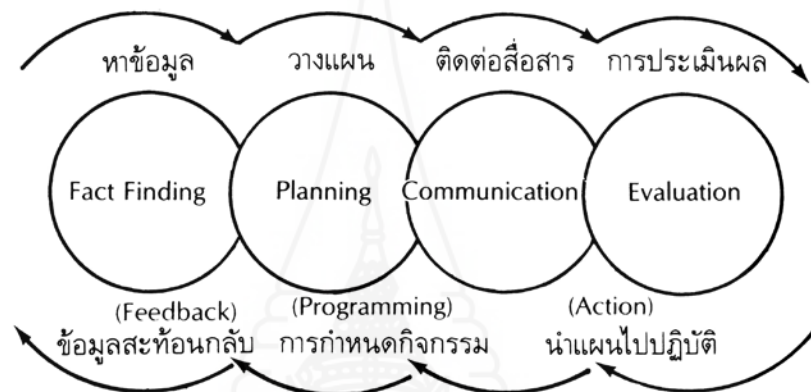 หาข้อมูล วางแผน ติดต่อสื่อสาร การประเมินผล
Fact Finding Planning Communication Evaluation
(Feedback) (Programming) (Action)
ข้อมูลสะท้อนกลับ การกำหนดกิจกรรม นำแผนไปปฏิบัติ